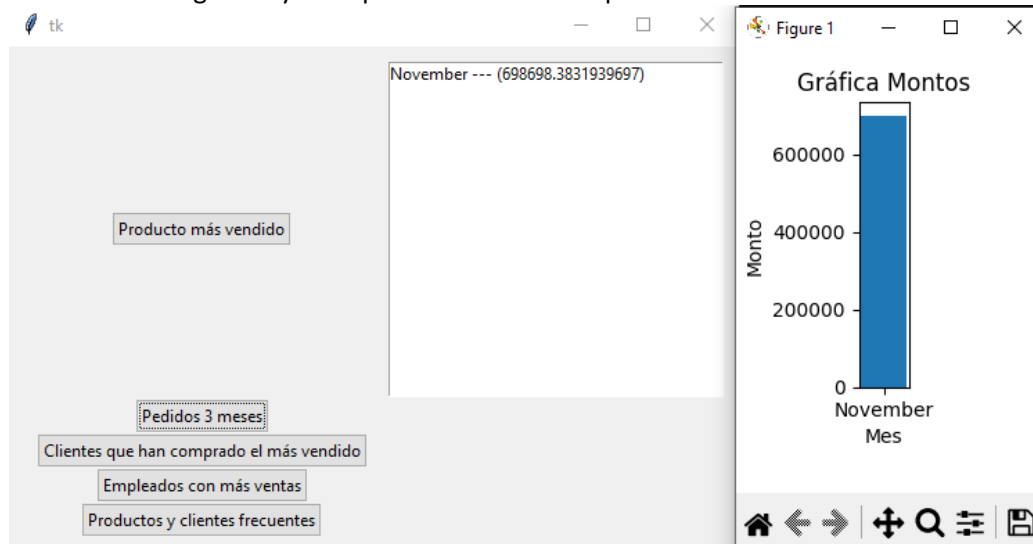 tk
November --- (698698.3831939697)
Producto más vendido
Pedidos 3 meses
Clientes que han comprado el más vendido
Empleados con más ventas
Productos y clientes frecuentes
Figure 1
Gráfica Montos
600000
400000
200000
0
Monto
November
Mes